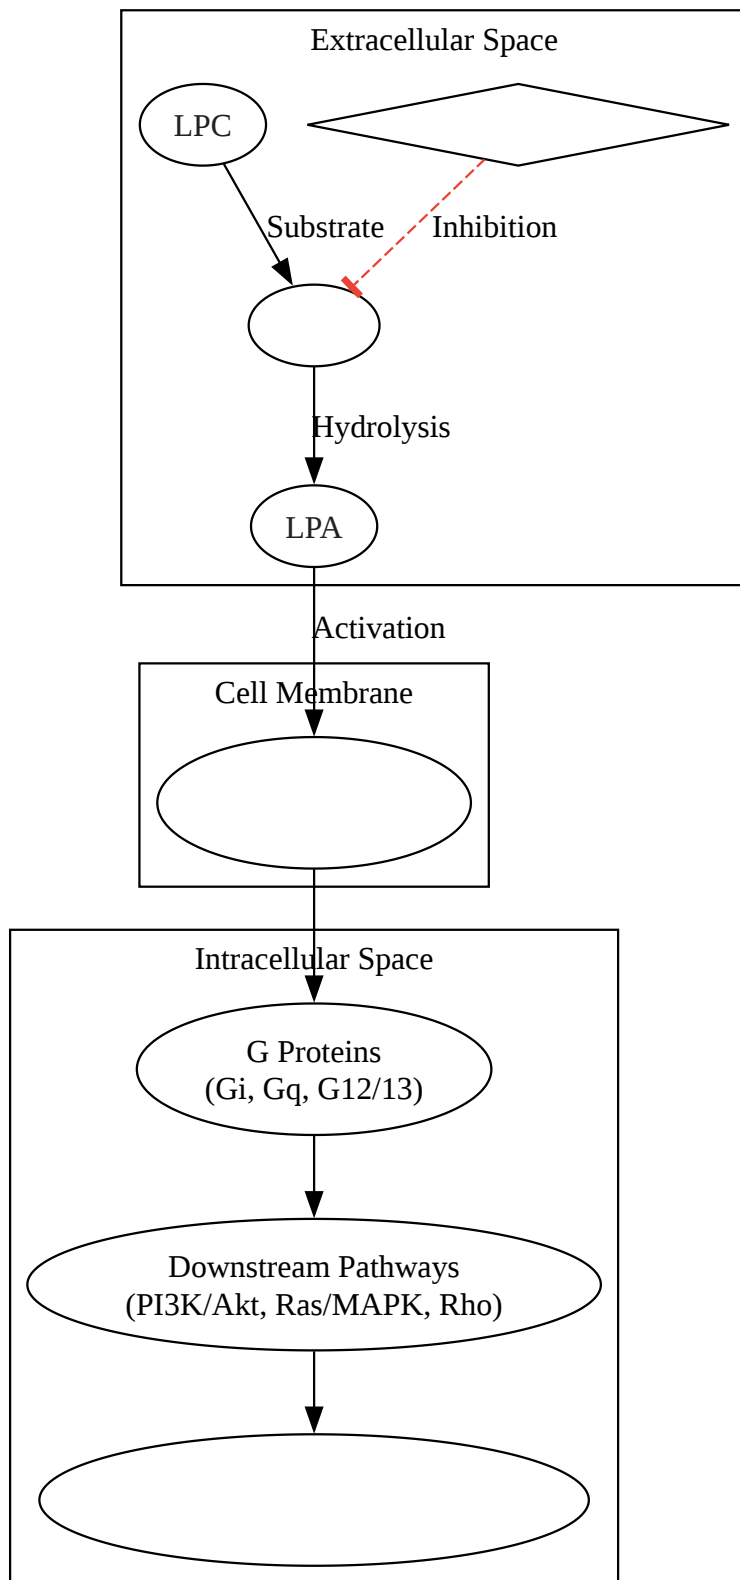 Extracellular Space
LPC
Substrate
Inhibition
Hydrolysis
LPA
Activation
Cell Membrane
Intracellular Space
G Proteins
(Gi, Gq, G12/13)
Downstream Pathways
(PI3K/Akt, Ras/MAPK, Rho)